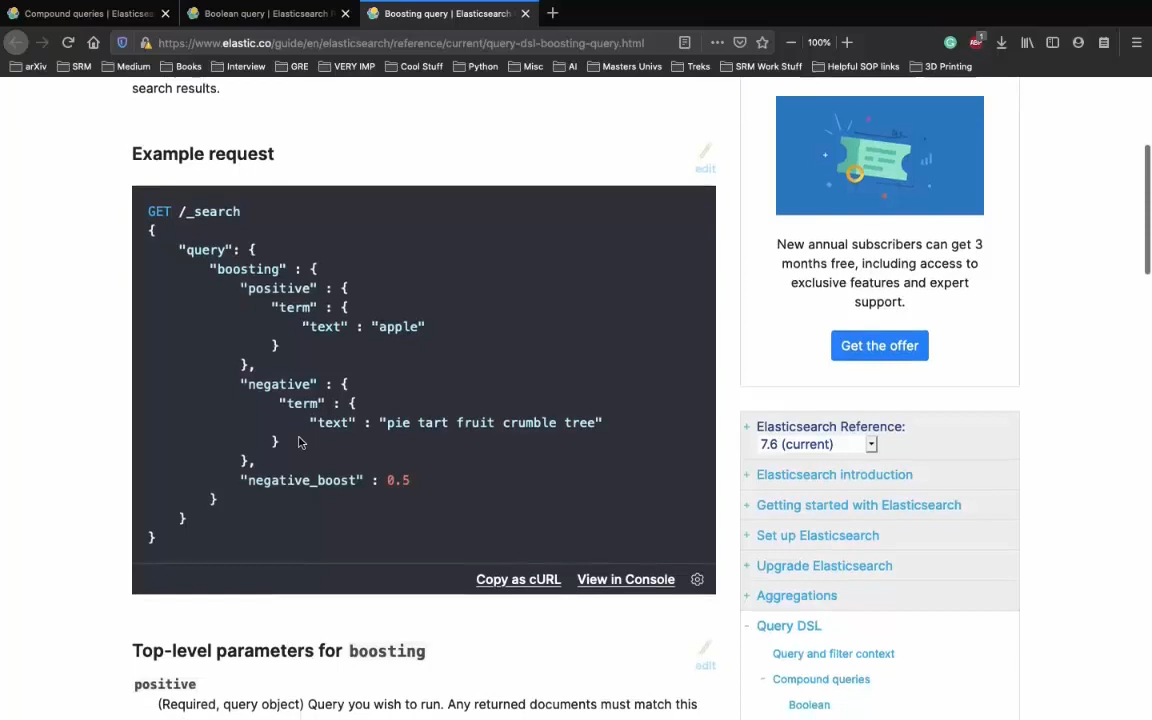 Compound queries | Elasticsea
Boolean query | Elasticsearch
Boosting query | Elasticsearch
https://www.elastic.co/guide/en/elasticsearch/reference/current/query-dsl-boosting-query.html
100%
1
arXiv SRM Medium Books Interview GRE VERY IMP Cool Stuff Python Misc AI Masters Univs Treks SRM Work Stuff Helpful SOP links 3D Printing
search results.
Example request
edit
GET /_search
{
"query": {
"boosting" : {
"positive" : {
"term" : {
"text" : "apple"
}
},
"negative" : {
"term" : {
"text" : "pie tart fruit crumble tree"
}
},
"negative_boost" : 0.5
}
}
}
Copy as cURL View in Console
Top-level parameters for boosting
edit
positive
(Required, query object) Query you wish to run. Any returned documents must match this
New annual subscribers can get 3
months free, including access to
exclusive features and expert
support.
Get the offer
+ Elasticsearch Reference:
7.6 (current)
+ Elasticsearch introduction
+ Getting started with Elasticsearch
+ Set up Elasticsearch
+ Upgrade Elasticsearch
+ Aggregations
- Query DSL
Query and filter context
- Compound queries
Boolean